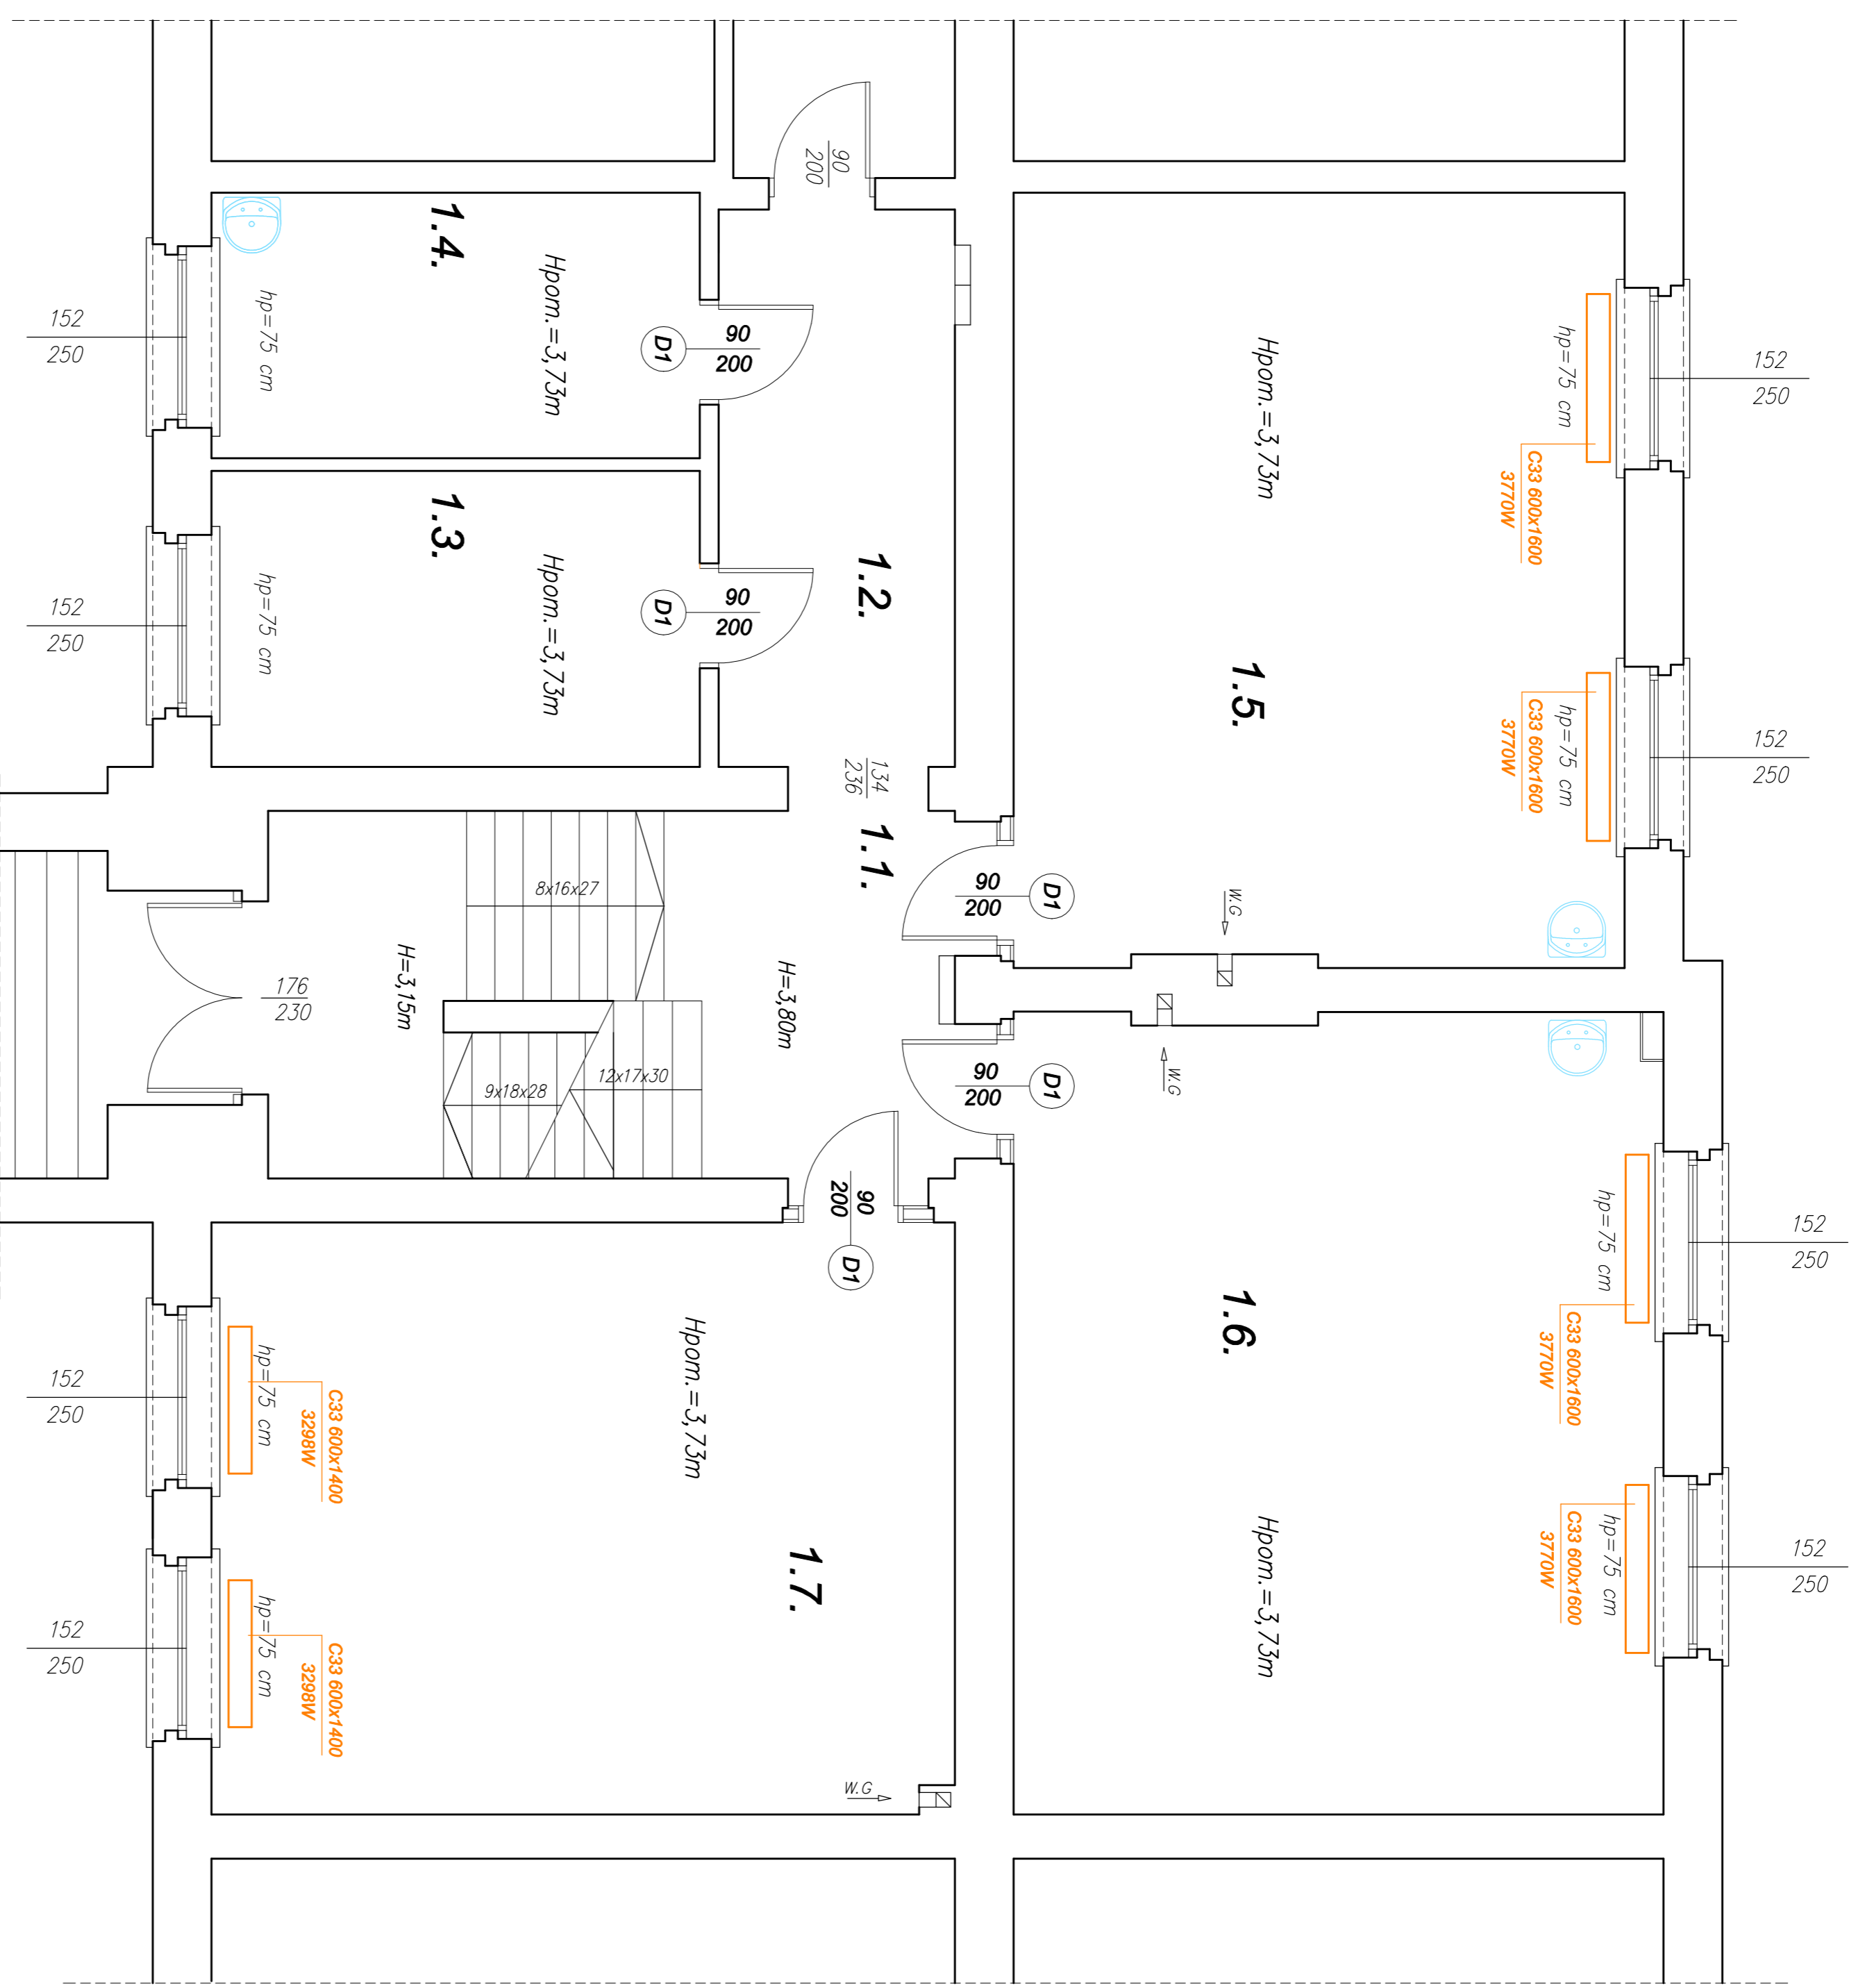 90
200
1.4.
Hpom.=3,73m
hp=75 cm
152
250
90
200
D1
1.3.
Hpom.=3,73m
hp=75 cm
152
250
90
200
D1
1.2.
134
236
1.1.
Hpom.=3,73m
1.5.
hp=75 cm
C33 600x1600
3770W
152
250
hp=75 cm
C33 600x1600
3770W
152
250
90
200
D1
W.G
W.G
90
200
D1
8x16x27
H=3,15m
H=3,80m
176
230
9x18x28
12x17x30
90
200
D1
1.6.
Hpom.=3,73m
hp=75 cm
C33 600x1600
3770W
152
250
hp=75 cm
C33 600x1600
3770W
152
250
Hpom.=3,73m
1.7.
hp=75 cm
C33 600x1400
3298W
152
250
hp=75 cm
C33 600x1400
3298W
152
250
W.G